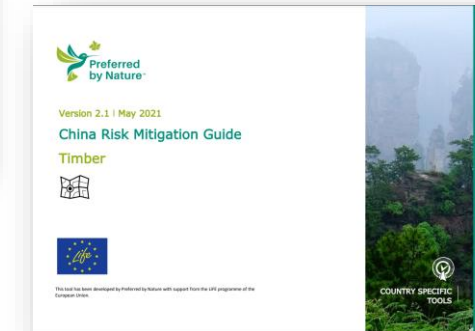 Preferred
by Nature™
Version 2.1 | May 2021
China Risk Mitigation Guide
Timber
Life
This tool has been developed by Preferred by Nature with support from the LIFE programme of the
European Union.
COUNTRY SPECIFIC
TOOLS